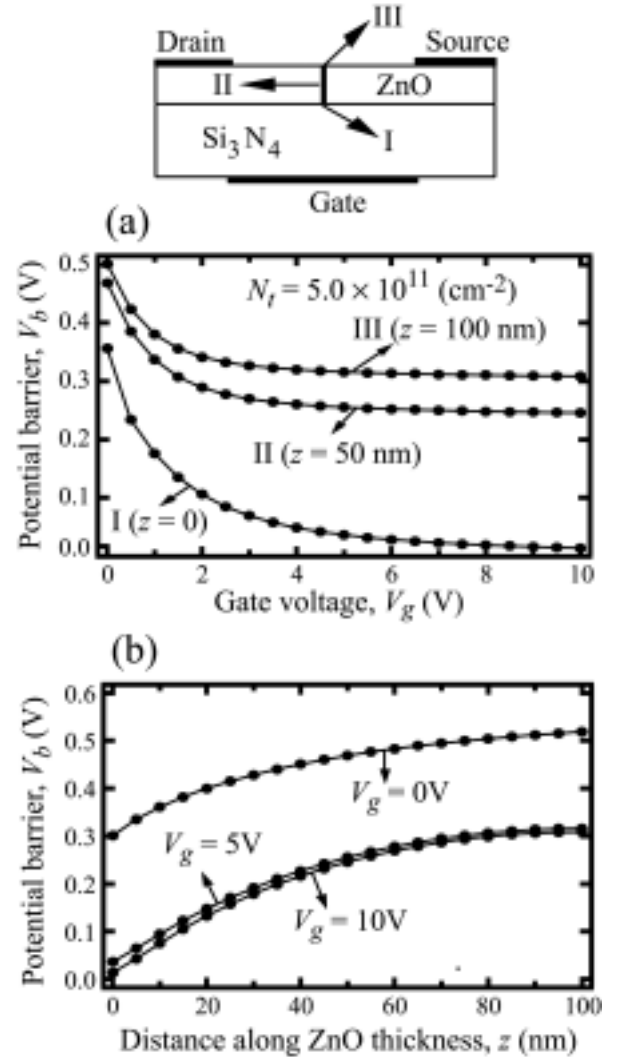 III
Drain
Source
II
ZnO
Si3N4
I
Gate
(a)
0.5
0.4
0.3
0.2
0.1
0.0
Potential barrier, Vb (V)
Nt = 5.0 × 10^11 (cm^-2)
III (z = 100 nm)
II (z = 50 nm)
I (z = 0)
0 2 4 6 8 10
Gate voltage, Vg (V)
(b)
0.6
0.5
0.4
0.3
0.2
0.1
0.0
Potential barrier, Vb (V)
Vg = 0V
Vg = 5V
Vg = 10V
0 20 40 60 80 100
Distance along ZnO thickness, z (nm)